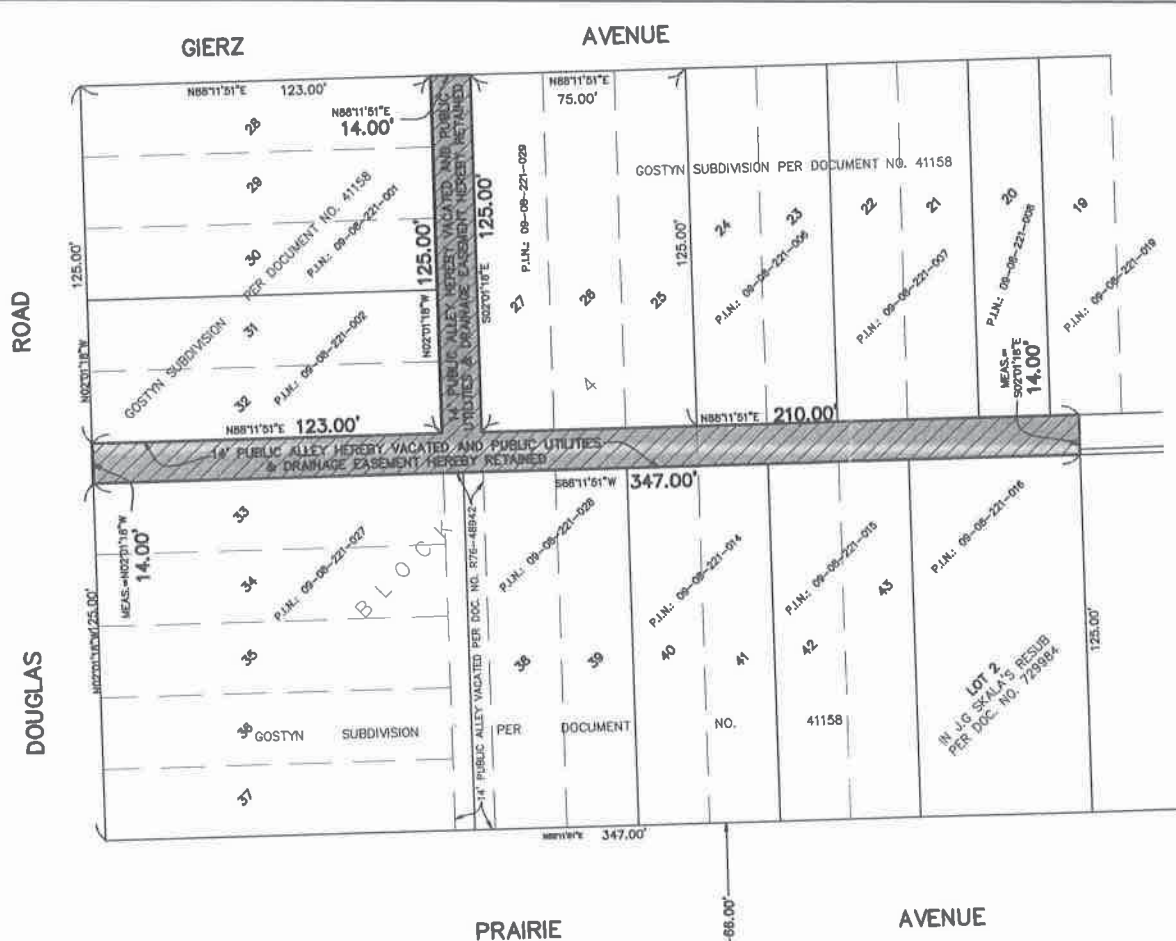 GIERZ AVENUE
N88°11'51"E 123.00'
N88°11'51"E
14.00'
N88°11'51"E
75.00'
14' PUBLIC ALLEY HEREBY VACATED AND PUBLIC
UTILITIES & DRAINAGE EASEMENT HEREBY RETAINED
ROAD
125.00'
N02°01'18"W
28
29
30
31
32
GOSTYN SUBDIVISION PER DOCUMENT NO. 41158
P.I.N.: 09-08-221-001
P.I.N.: 09-08-221-002
N02°01'18"W 125.00'
S02°01'18"E 125.00'
P.I.N.: 09-08-221-029
27
26
25
4
125.00'
GOSTYN SUBDIVISION PER DOCUMENT NO. 41158
24
23
22
21
20
19
P.I.N.: 09-08-221-006
P.I.N.: 09-08-221-007
P.I.N.: 09-08-221-008
P.I.N.: 09-08-221-019
MEAS.=
S02°01'18"E
14.00'
N88°11'51"E 123.00'
N88°11'51"E 210.00'
14' PUBLIC ALLEY HEREBY VACATED AND PUBLIC UTILITIES
& DRAINAGE EASEMENT HEREBY RETAINED
S88°11'51"W 347.00'
MEAS.=N02°01'18"W
14.00'
DOUGLAS
N02°01'18"W 125.00'
33
34
35
36
37
P.I.N.: 09-08-221-027
BLOCK
14' PUBLIC ALLEY VACATED PER DOC. NO. R76-48942
P.I.N.: 09-08-221-028
38
39
40
41
42
43
P.I.N.: 09-08-221-014
P.I.N.: 09-08-221-015
P.I.N.: 09-08-221-016
LOT 2
IN J.G SKALA'S RESUB
PER DOC. NO. 729984
125.00'
GOSTYN SUBDIVISION PER DOCUMENT NO. 41158
N88°11'51"E 347.00'
66.00'
PRAIRIE AVENUE